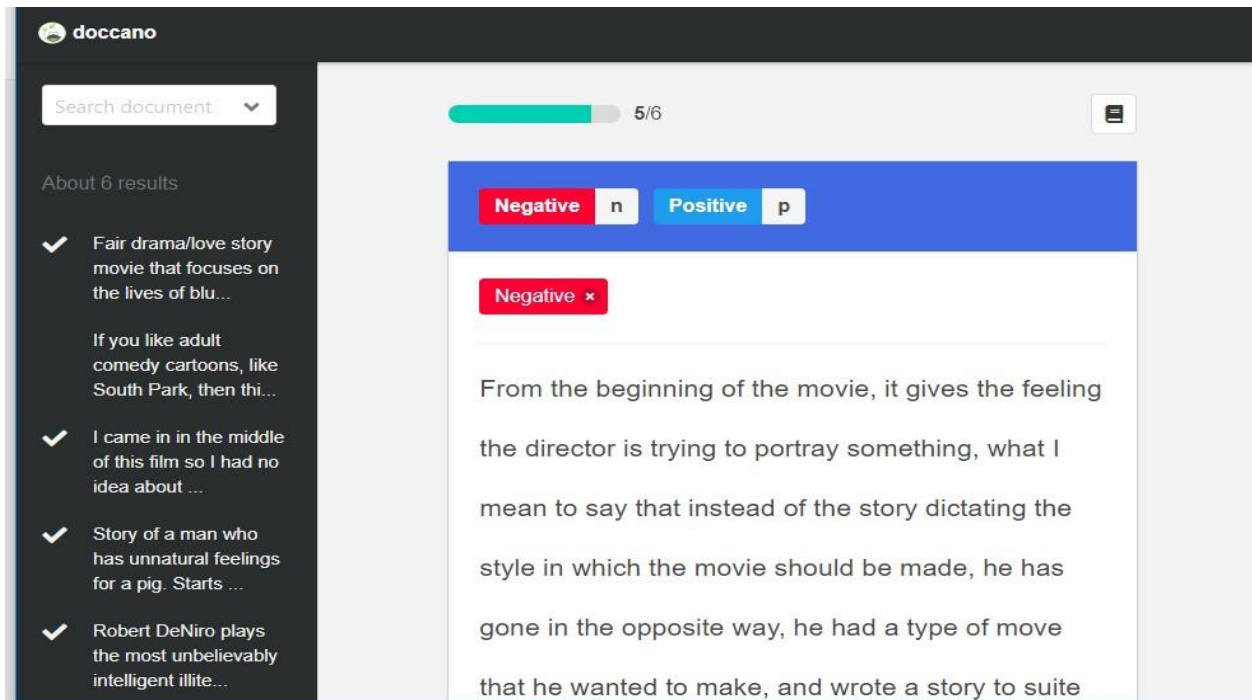 doccano
Search document
About 6 results
Fair drama/love story
movie that focuses on
the lives of blu...
If you like adult
comedy cartoons, like
South Park, then thi...
I came in in the middle
of this film so I had no
idea about ...
Story of a man who
has unnatural feelings
for a pig. Starts ...
Robert DeNiro plays
the most unbelievably
intelligent illite...
5/6
Negative n Positive p
Negative ×
From the beginning of the movie, it gives the feeling
the director is trying to portray something, what I
mean to say that instead of the story dictating the
style in which the movie should be made, he has
gone in the opposite way, he had a type of move
that he wanted to make, and wrote a story to suite